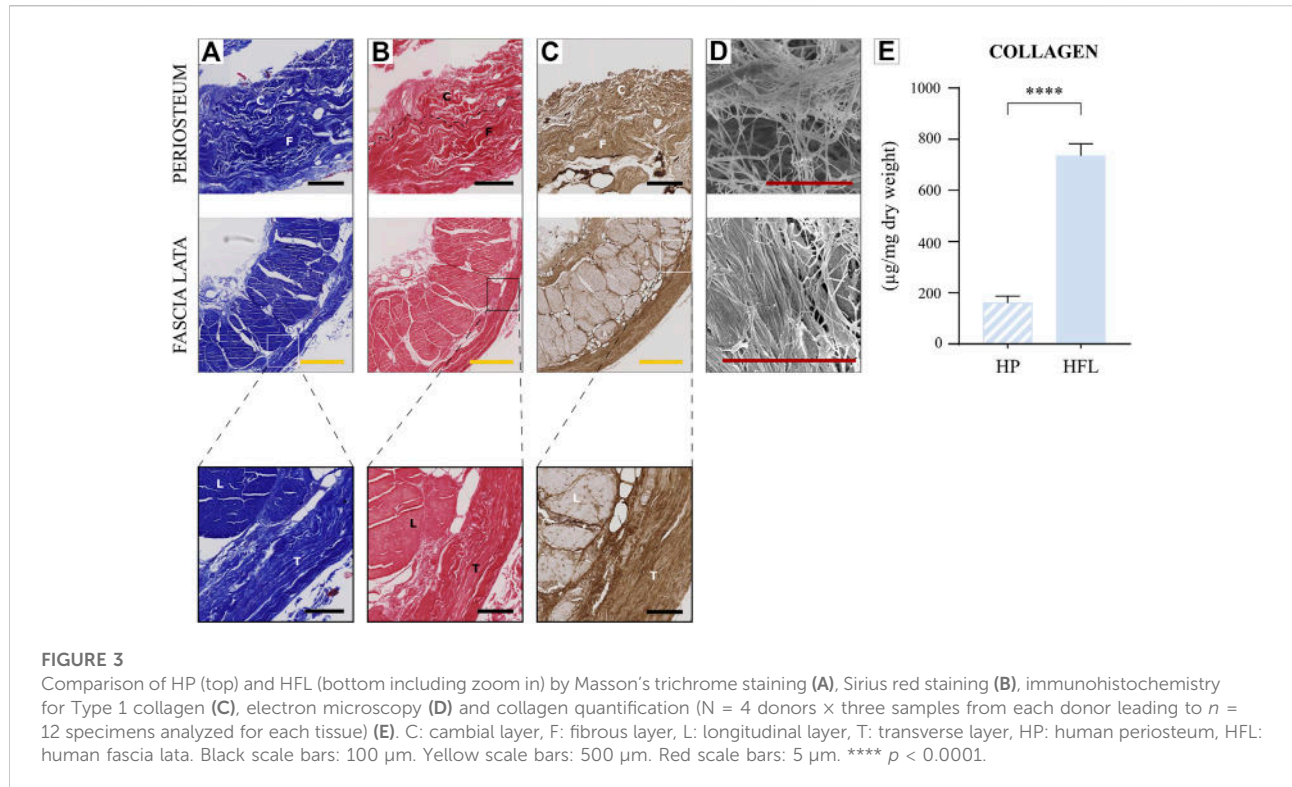 A
B
C
D
E
COLLAGEN
PERIOSTEUM
C
F
C
F
C
F
FASCIA LATA
L
T
L
T
L
T
(µg/mg dry weight)
1000
800
600
400
200
0
****
HP
HFL
FIGURE 3
Comparison of HP (top) and HFL (bottom including zoom in) by Masson's trichrome staining (A), Sirius red staining (B), immunohistochemistry
for Type 1 collagen (C), electron microscopy (D) and collagen quantification (N = 4 donors × three samples from each donor leading to n =
12 specimens analyzed for each tissue) (E). C: cambial layer, F: fibrous layer, L: longitudinal layer, T: transverse layer, HP: human periosteum, HFL:
human fascia lata. Black scale bars: 100 µm. Yellow scale bars: 500 µm. Red scale bars: 5 µm. **** p < 0.0001.